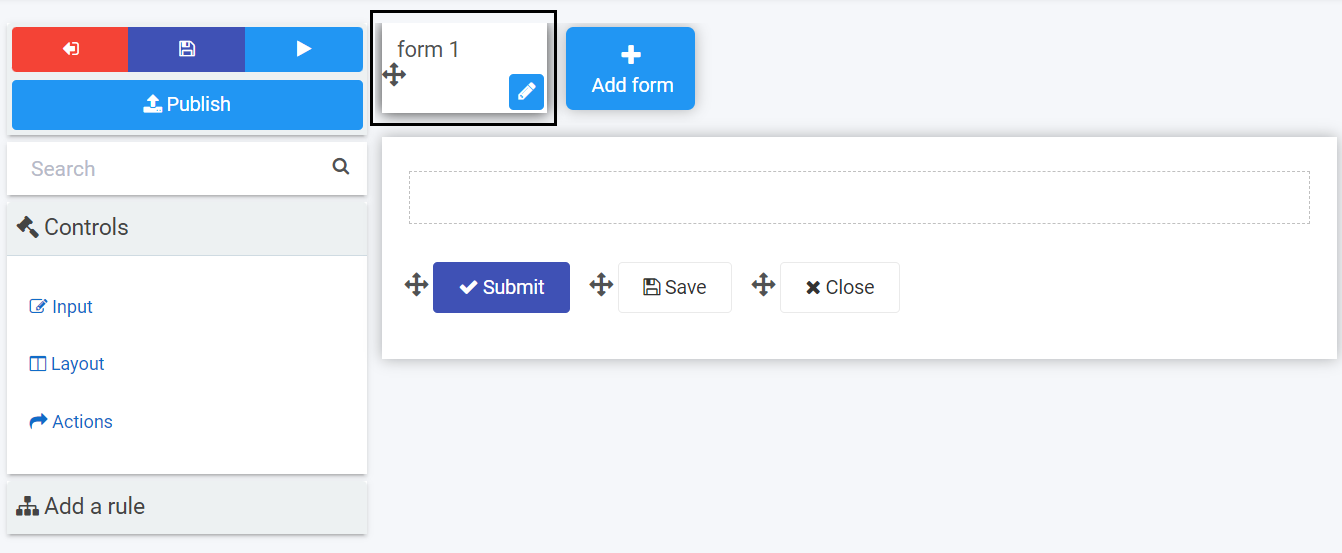 form 1
Add form
Publish
Search
Controls
Submit
Save
Close
Input
Layout
Actions
Add a rule